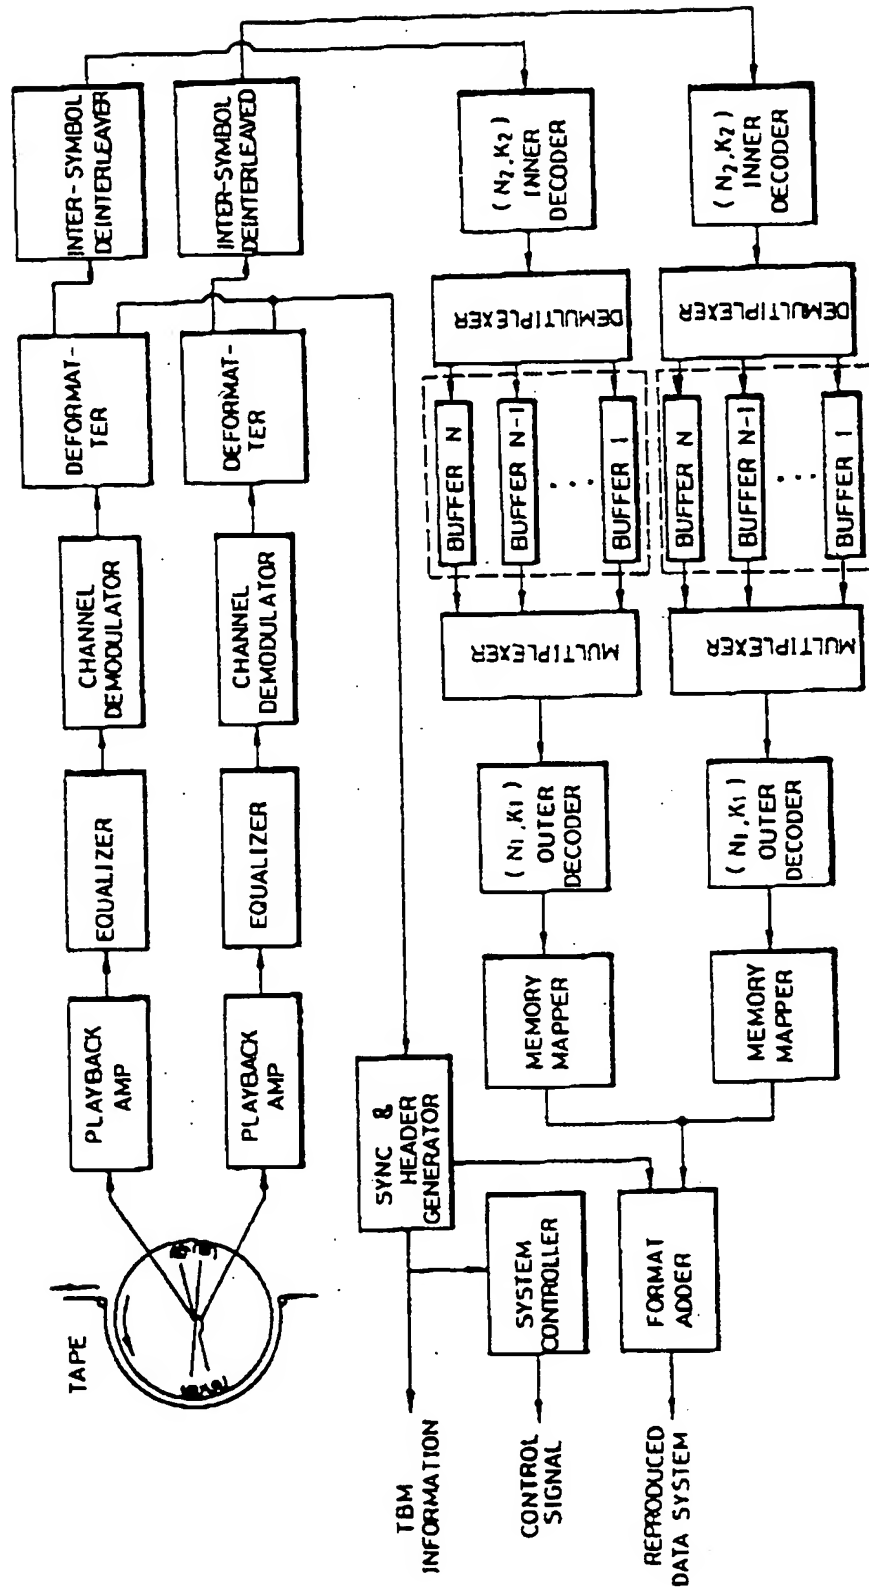 TAPE
PLAYBACK
AMP
EQUALIZER
CHANNEL
DEMODULATOR
DEFORMAT-
TER
INTER-SYMBOL
DEINTERLEAVER
PLAYBACK
AMP
EQUALIZER
CHANNEL
DEMODULATOR
DEFORMAT-
TER
INTER-SYMBOL
DEINTERLEAVED
TBM
INFORMATION
SYNC &
HEADER
GENERATOR
CONTROL
SIGNAL
SYSTEM
CONTROLLER
REPRODUCED
DATA SYSTEM
FORMAT
ADDER
MEMORY
MAPPER
(N1,K1)
OUTER
DECODER
MULTIPLEXER
BUFFER N
BUFFER N-1
...
BUFFER 1
DEMULTIPLEXER
(N2,K2)
INNER
DECODER
MEMORY
MAPPER
(N1,K1)
OUTER
DECODER
MULTIPLEXER
BUFFER N
BUFFER N-1
...
BUFFER 1
DEMULTIPLEXER
(N2,K2)
INNER
DECODER